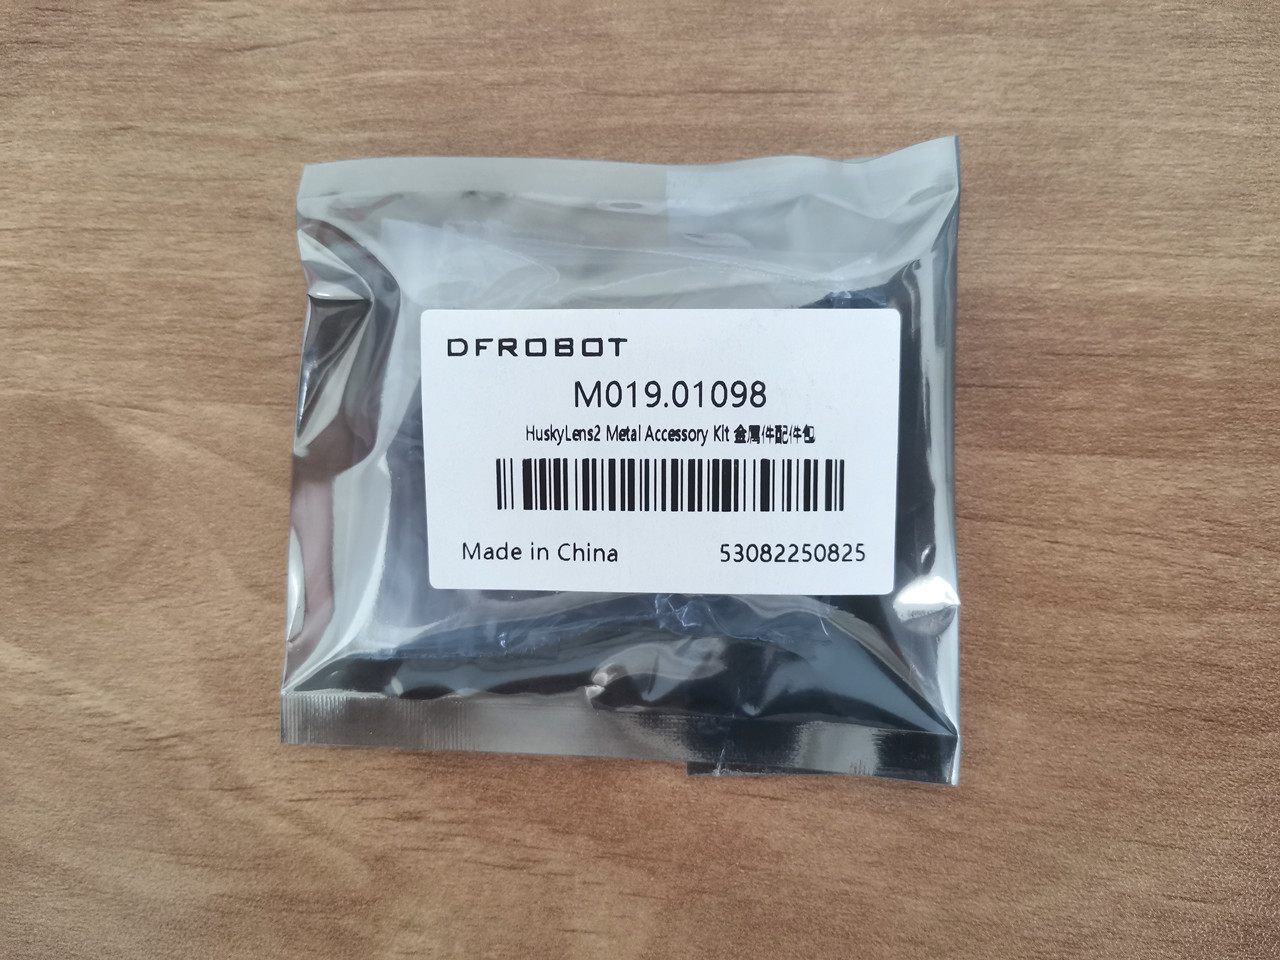 DFROBOT
M019.01098
HuskyLens2 Metal Accessory Kit 金属件配件包
Made in China
53082250825